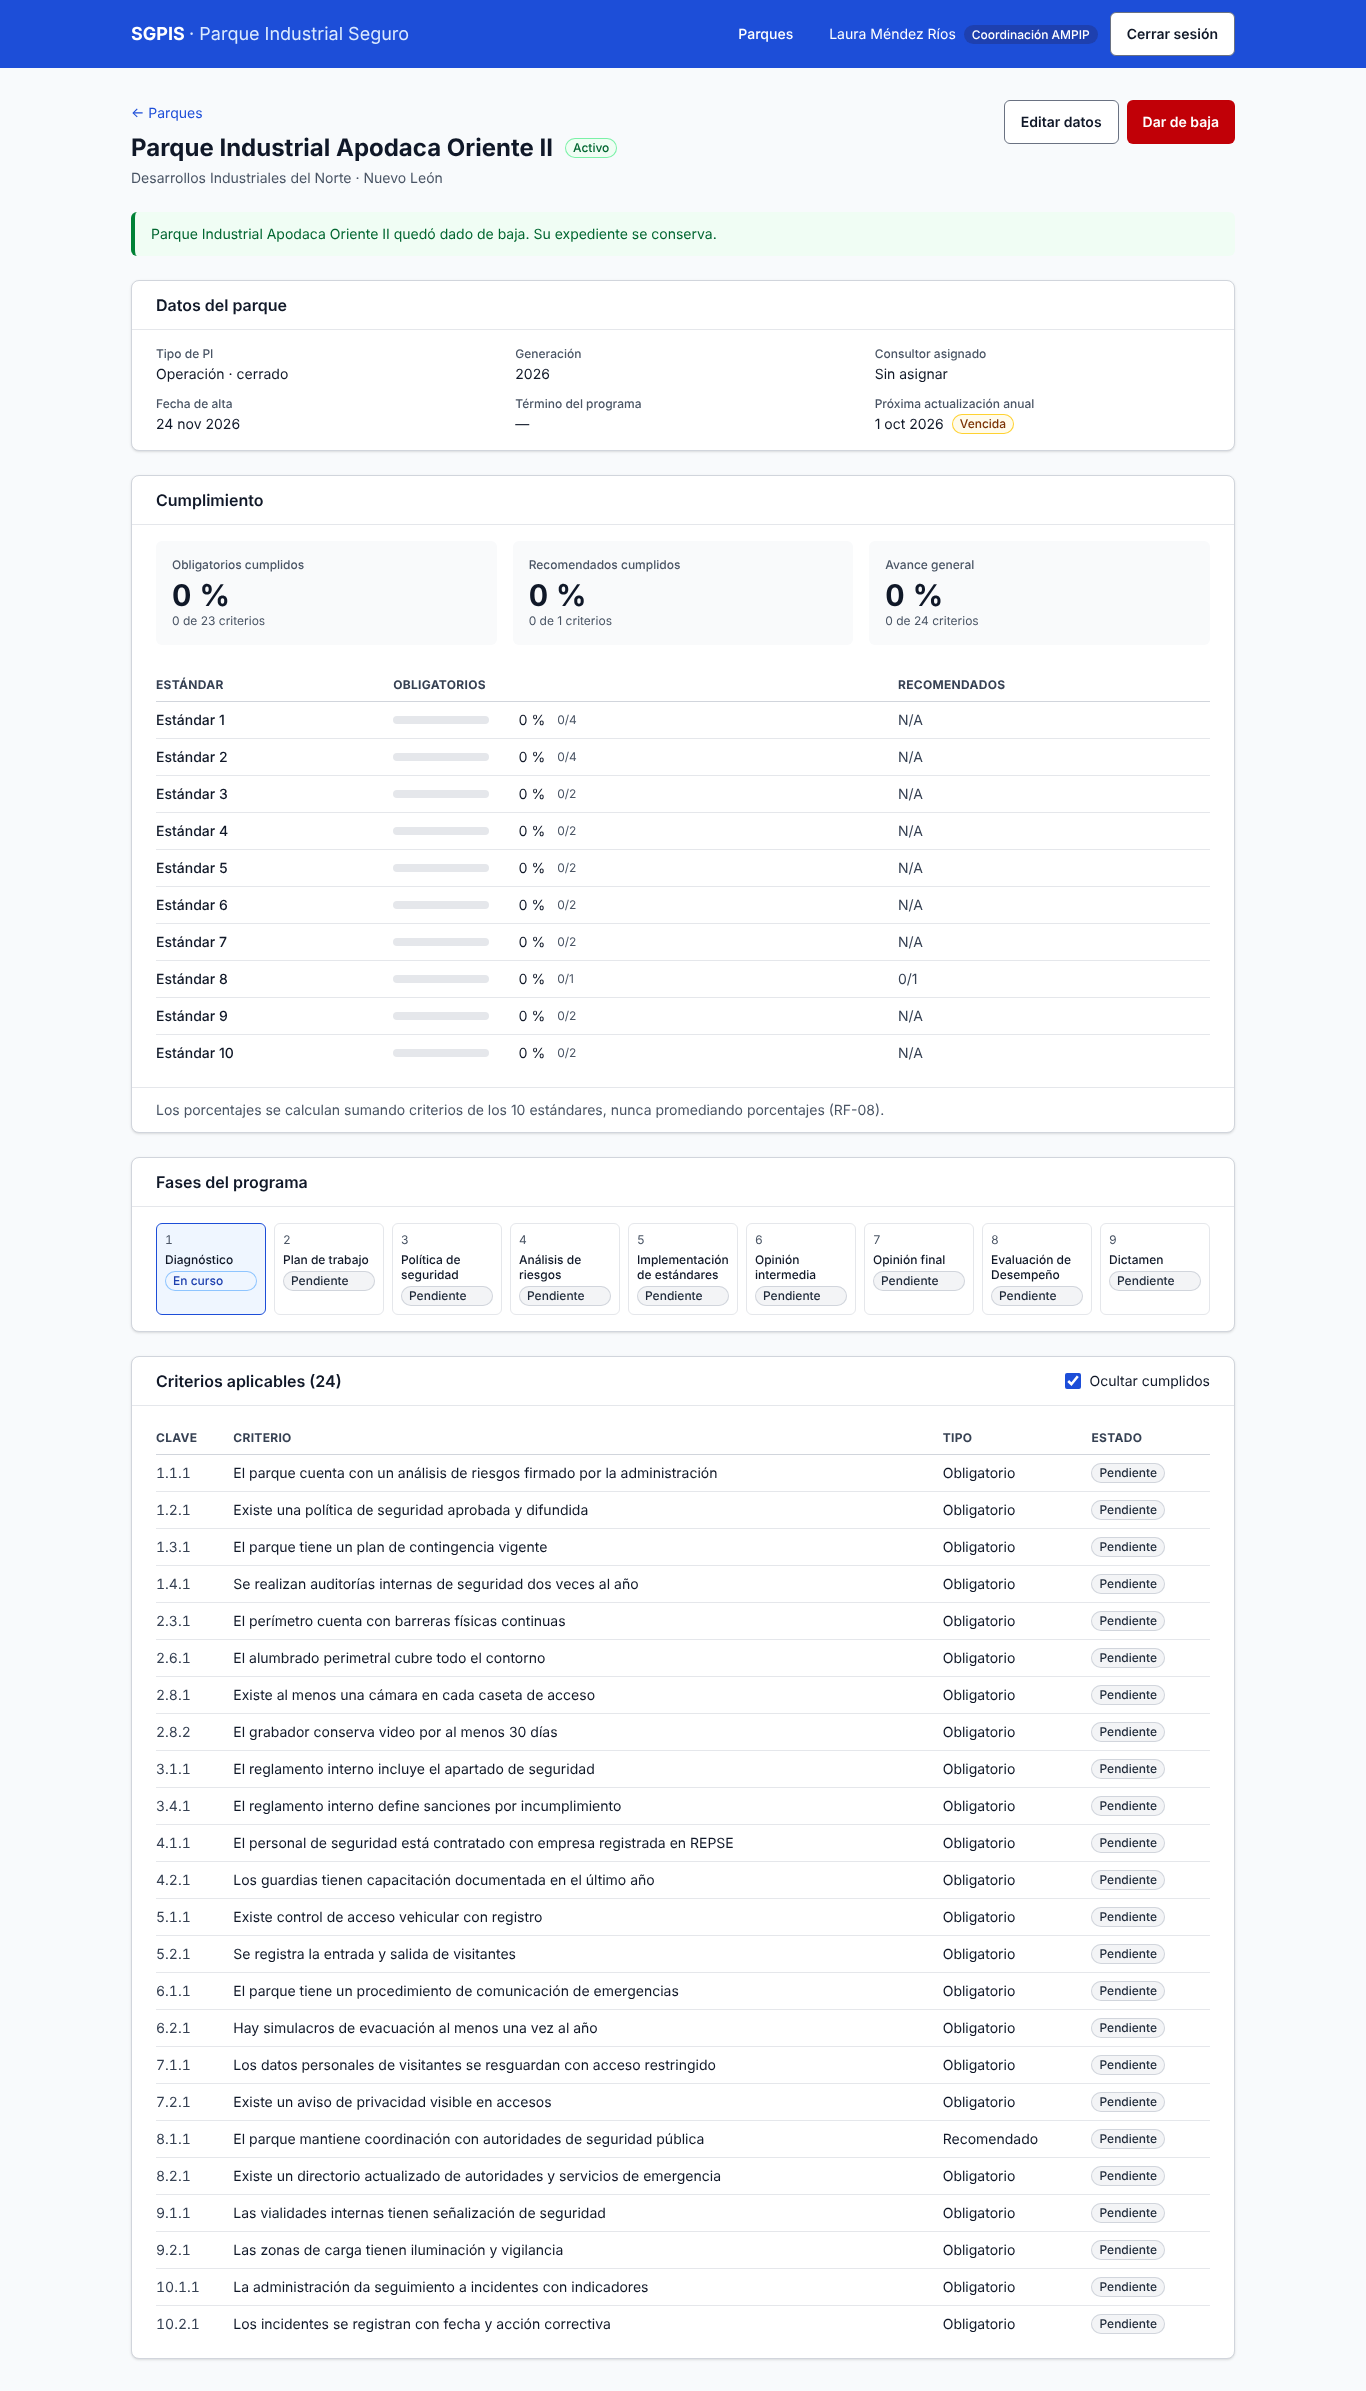 SGPIS · Parque Industrial Seguro
Parques
Laura Méndez Ríos
Coordinación AMPIP
Cerrar sesión
← Parques
Parque Industrial Apodaca Oriente II
Activo
Desarrollos Industriales del Norte · Nuevo León
Editar datos
Dar de baja
Parque Industrial Apodaca Oriente II quedó dado de baja. Su expediente se conserva.
Datos del parque
Tipo de PI
Operación · cerrado
Generación
2026
Consultor asignado
Sin asignar
Fecha de alta
24 nov 2026
Término del programa
—
Próxima actualización anual
1 oct 2026 Vencida
Cumplimiento
Obligatorios cumplidos
0 %
0 de 23 criterios
Recomendados cumplidos
0 %
0 de 1 criterios
Avance general
0 %
0 de 24 criterios
ESTÁNDAR OBLIGATORIOS RECOMENDADOS
Estándar 1 0 % 0/4 N/A
Estándar 2 0 % 0/4 N/A
Estándar 3 0 % 0/2 N/A
Estándar 4 0 % 0/2 N/A
Estándar 5 0 % 0/2 N/A
Estándar 6 0 % 0/2 N/A
Estándar 7 0 % 0/2 N/A
Estándar 8 0 % 0/1 0/1
Estándar 9 0 % 0/2 N/A
Estándar 10 0 % 0/2 N/A
Los porcentajes se calculan sumando criterios de los 10 estándares, nunca promediando porcentajes (RF-08).
Fases del programa
1
Diagnóstico
En curso
2
Plan de trabajo
Pendiente
3
Política de
seguridad
Pendiente
4
Análisis de
riesgos
Pendiente
5
Implementación
de estándares
Pendiente
6
Opinión
intermedia
Pendiente
7
Opinión final
Pendiente
8
Evaluación de
Desempeño
Pendiente
9
Dictamen
Pendiente
Criterios aplicables (24)
Ocultar cumplidos
CLAVE CRITERIO TIPO ESTADO
1.1.1 El parque cuenta con un análisis de riesgos firmado por la administración Obligatorio Pendiente
1.2.1 Existe una política de seguridad aprobada y difundida Obligatorio Pendiente
1.3.1 El parque tiene un plan de contingencia vigente Obligatorio Pendiente
1.4.1 Se realizan auditorías internas de seguridad dos veces al año Obligatorio Pendiente
2.3.1 El perímetro cuenta con barreras físicas continuas Obligatorio Pendiente
2.6.1 El alumbrado perimetral cubre todo el contorno Obligatorio Pendiente
2.8.1 Existe al menos una cámara en cada caseta de acceso Obligatorio Pendiente
2.8.2 El grabador conserva video por al menos 30 días Obligatorio Pendiente
3.1.1 El reglamento interno incluye el apartado de seguridad Obligatorio Pendiente
3.4.1 El reglamento interno define sanciones por incumplimiento Obligatorio Pendiente
4.1.1 El personal de seguridad está contratado con empresa registrada en REPSE Obligatorio Pendiente
4.2.1 Los guardias tienen capacitación documentada en el último año Obligatorio Pendiente
5.1.1 Existe control de acceso vehicular con registro Obligatorio Pendiente
5.2.1 Se registra la entrada y salida de visitantes Obligatorio Pendiente
6.1.1 El parque tiene un procedimiento de comunicación de emergencias Obligatorio Pendiente
6.2.1 Hay simulacros de evacuación al menos una vez al año Obligatorio Pendiente
7.1.1 Los datos personales de visitantes se resguardan con acceso restringido Obligatorio Pendiente
7.2.1 Existe un aviso de privacidad visible en accesos Obligatorio Pendiente
8.1.1 El parque mantiene coordinación con autoridades de seguridad pública Recomendado Pendiente
8.2.1 Existe un directorio actualizado de autoridades y servicios de emergencia Obligatorio Pendiente
9.1.1 Las vialidades internas tienen señalización de seguridad Obligatorio Pendiente
9.2.1 Las zonas de carga tienen iluminación y vigilancia Obligatorio Pendiente
10.1.1 La administración da seguimiento a incidentes con indicadores Obligatorio Pendiente
10.2.1 Los incidentes se registran con fecha y acción correctiva Obligatorio Pendiente